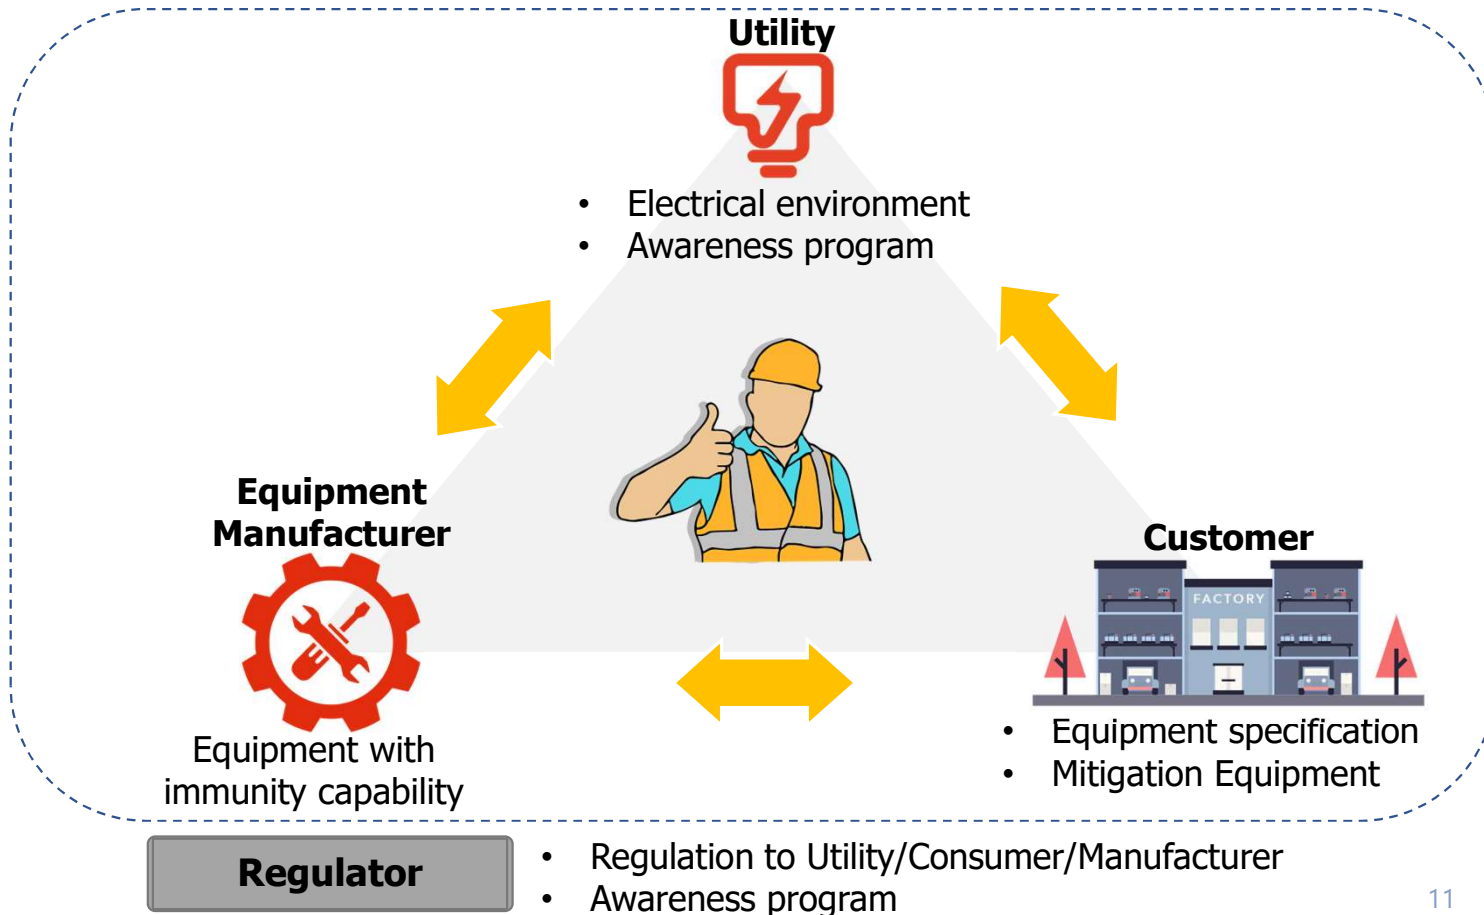 Utility
• Electrical environment
• Awareness program
Equipment
Manufacturer
Equipment with
immunity capability
Customer
FACTORY
• Equipment specification
• Mitigation Equipment
Regulator
• Regulation to Utility/Consumer/Manufacturer
• Awareness program
11